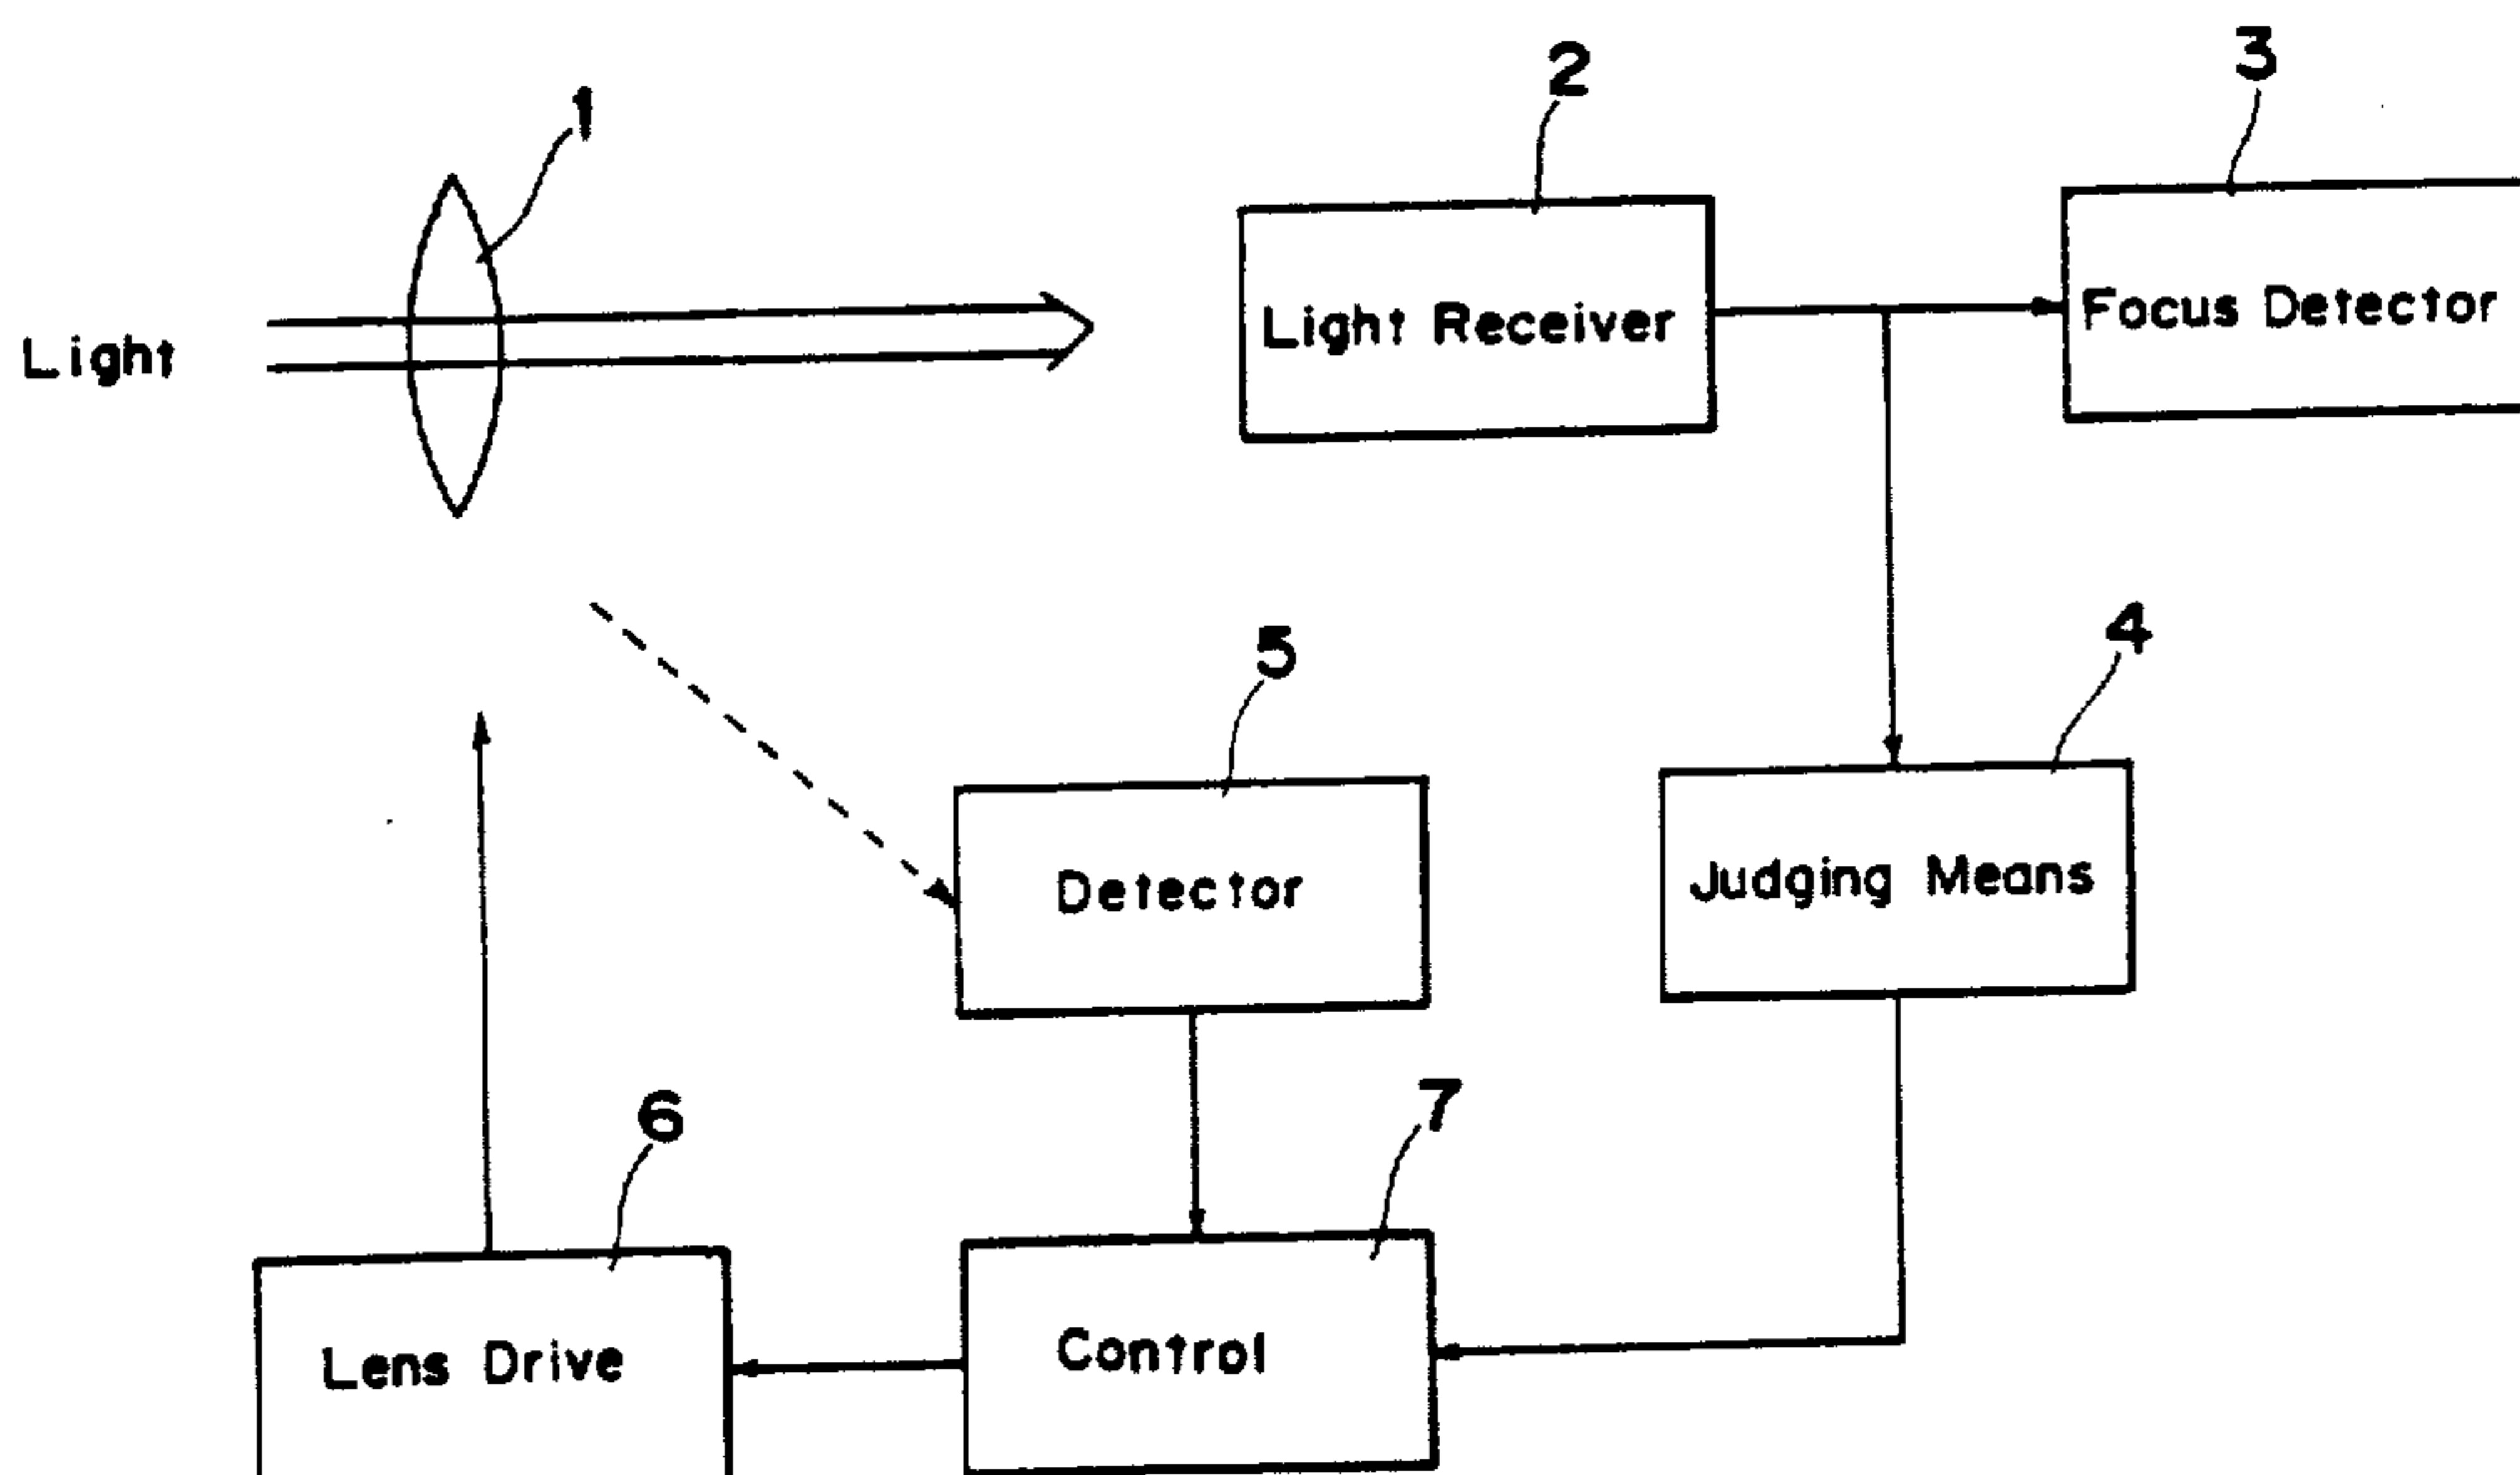 1
2
3
Light
Light Receiver
Focus Detector
5
4
Detector
Judging Means
6
7
Lens Drive
Control